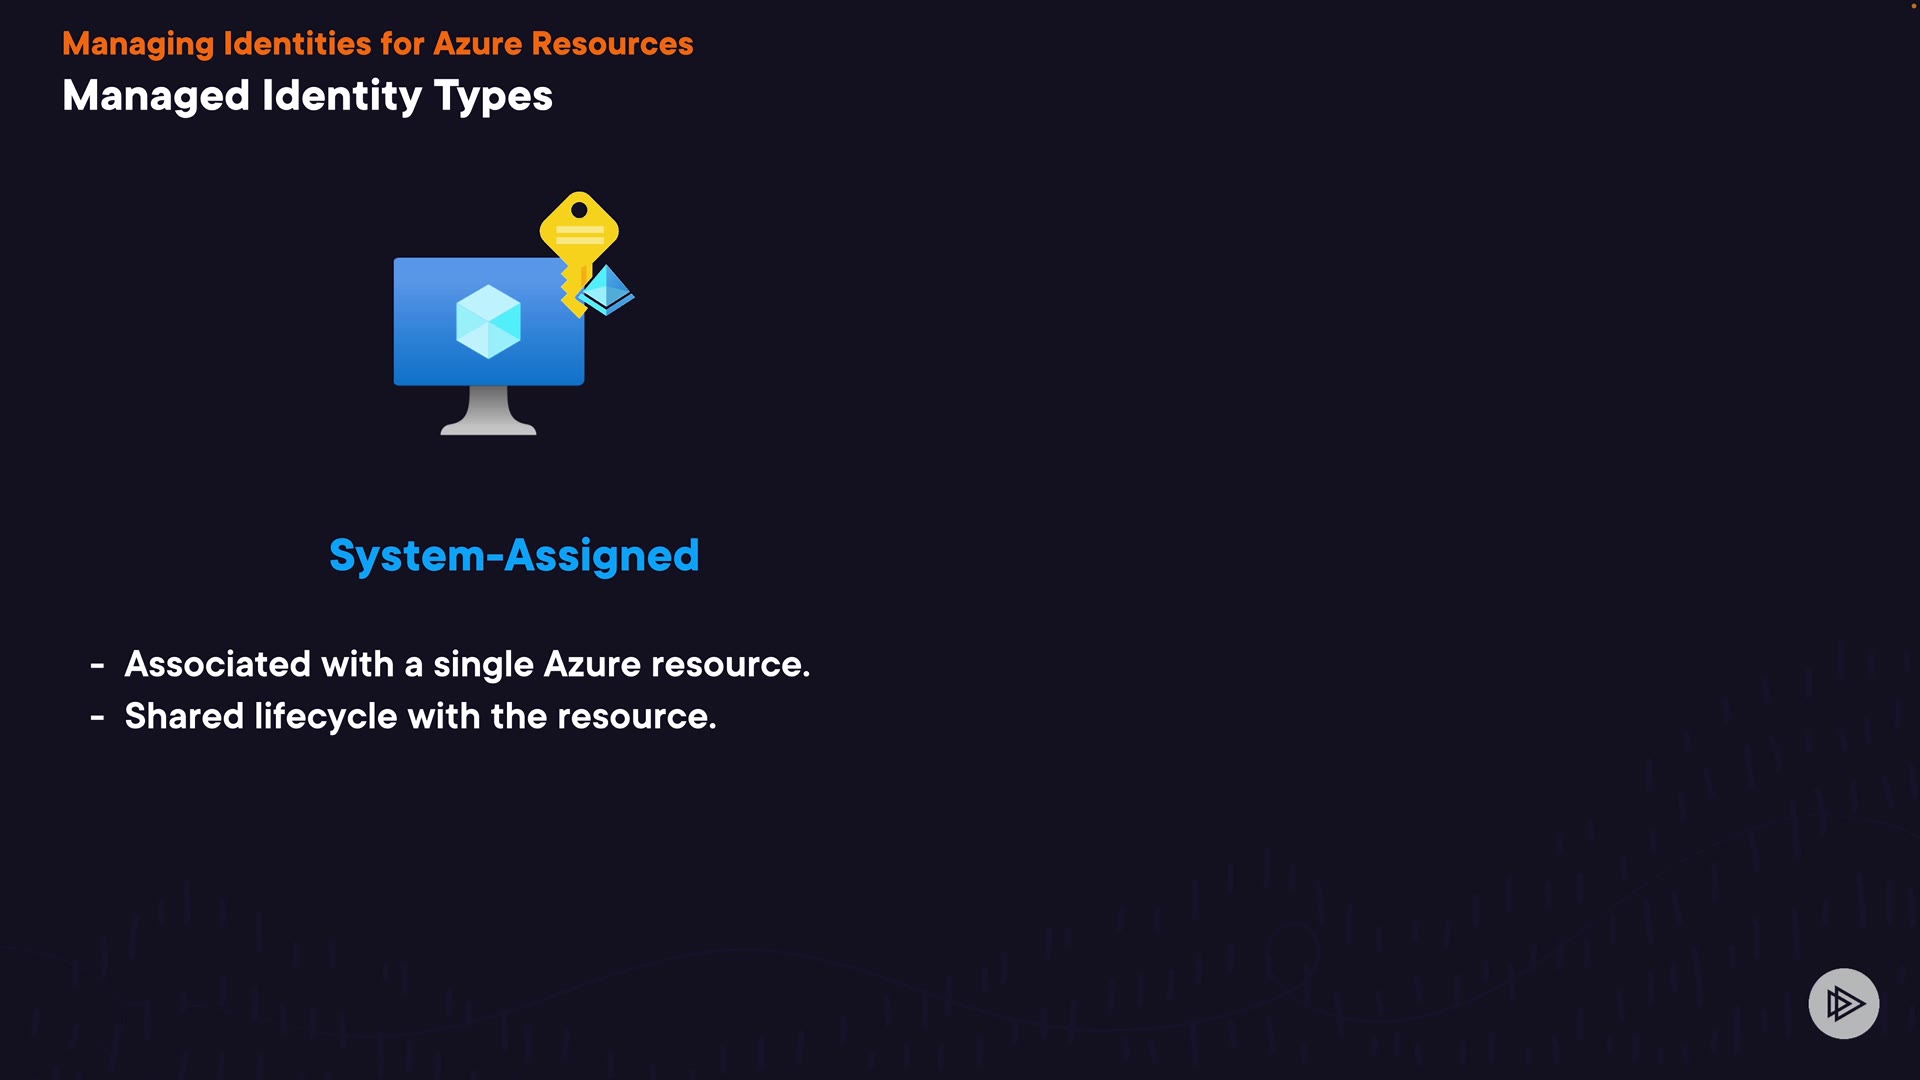 Managing Identities for Azure Resources
Managed Identity Types
System-Assigned
- Associated with a single Azure resource.
- Shared lifecycle with the resource.